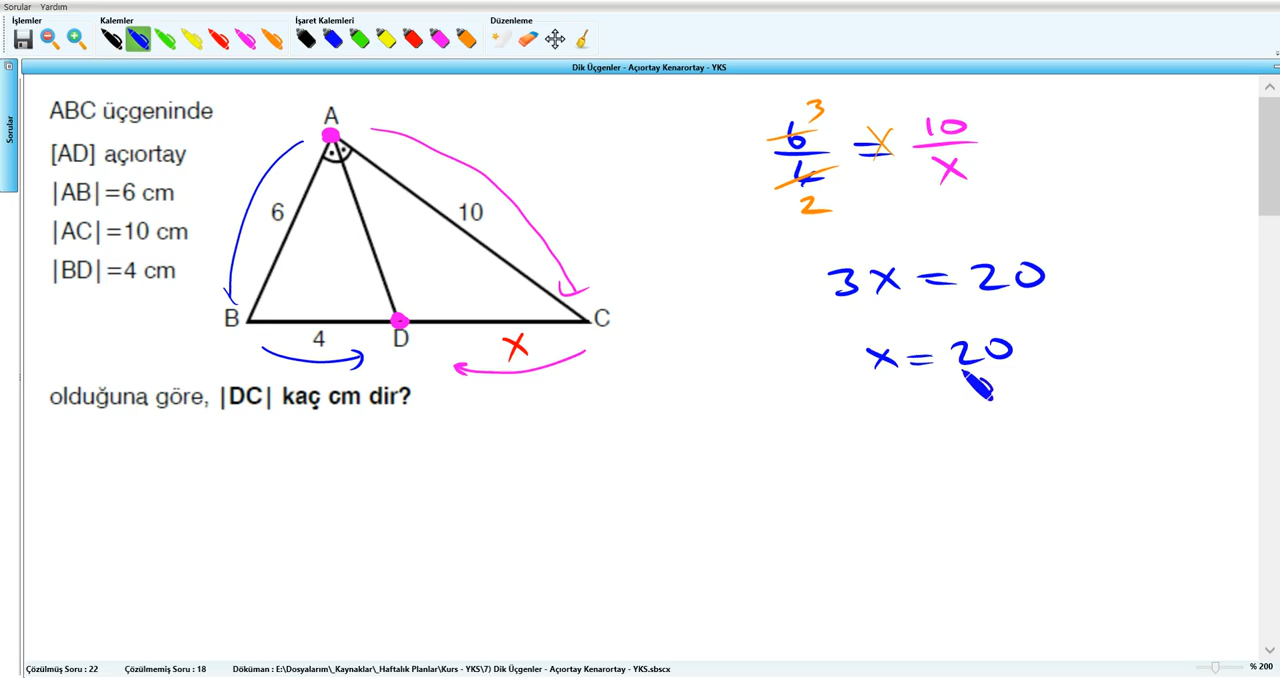 Sorular Yardım
İşlemler Kalemler İşaret Kalemleri Düzenleme
Dik Üçgenler - Açıortay Kenarortay - YKS
Sorular
ABC üçgeninde
[AD] açıortay
|AB|=6 cm
|AC|=10 cm
|BD|=4 cm
A
6
10
B
4
D
x
C
olduğuna göre, |DC| kaç cm dir?
3
6/4 = 10/x
2
3x = 20
x = 20
Çözülmüş Soru : 22 Çözülmemiş Soru : 18 Döküman : E:\Dosyalarım\_Kaynaklar\_Haftalık Planlar\Kurs - YKS\7) Dik Üçgenler - Açıortay Kenarortay - YKS.sbscx % 200